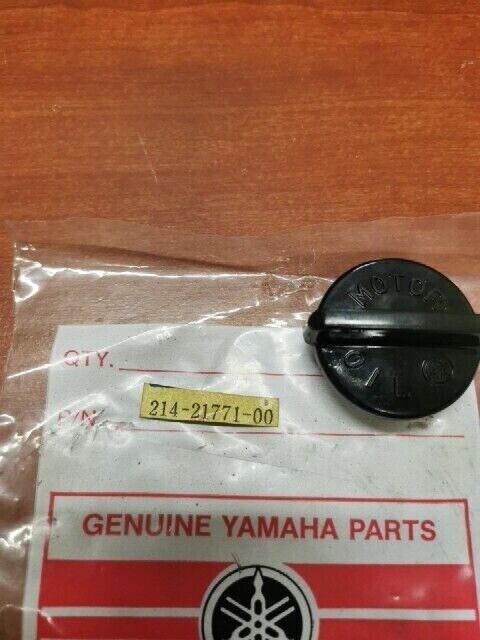 MOTOR
OIL
QTY.
P/N
214-21771-00
GENUINE YAMAHA PARTS